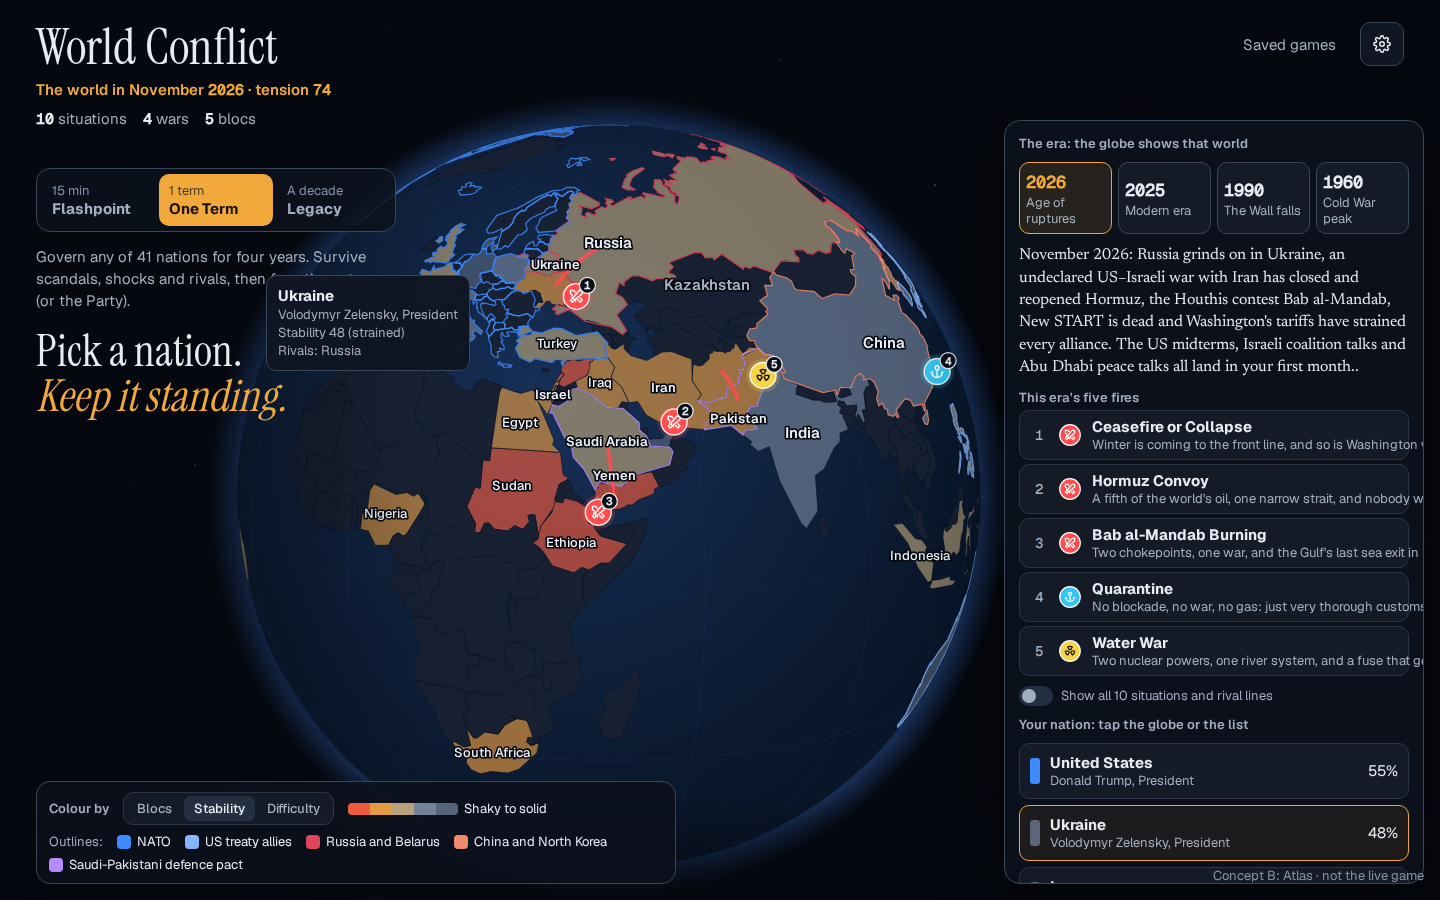 World Conflict
The world in November 2026 · tension 74
10 situations 4 wars 5 blocs
Saved games
15 min
Flashpoint
1 term
One Term
A decade
Legacy
Govern any of 41 nations for four years. Survive
scandals, shocks and rivals, then
(or the Party).
Pick a nation.
Keep it standing.
Ukraine
Volodymyr Zelensky, President
Stability 48 (strained)
Rivals: Russia
France
Russia
Ukraine
1
Kazakhstan
Turkey
China
4
5
Israel
Iraq
Iran
2
Egypt
Pakistan
Saudi Arabia
India
Yemen
Sudan
3
Nigeria
Ethiopia
Indonesia
South Africa
Colour by
Blocs
Stability
Difficulty
Shaky to solid
Outlines:
NATO
US treaty allies
Russia and Belarus
China and North Korea
Saudi-Pakistani defence pact
The era: the globe shows that world
2026
Age of
ruptures
2025
Modern era
1990
The Wall falls
1960
Cold War
peak
November 2026: Russia grinds on in Ukraine, an
undeclared US–Israeli war with Iran has closed and
reopened Hormuz, the Houthis contest Bab al-Mandab,
New START is dead and Washington's tariffs have strained
every alliance. The US midterms, Israeli coalition talks and
Abu Dhabi peace talks all land in your first month..
This era's five fires
1
Ceasefire or Collapse
Winter is coming to the front line, and so is Washington
2
Hormuz Convoy
A fifth of the world's oil, one narrow strait, and nobody
3
Bab al-Mandab Burning
Two chokepoints, one war, and the Gulf's last sea exit in
4
Quarantine
No blockade, no war, no gas: just very thorough customs
5
Water War
Two nuclear powers, one river system, and a fuse that
Show all 10 situations and rival lines
Your nation: tap the globe or the list
United States
Donald Trump, President
55%
Ukraine
Volodymyr Zelensky, President
48%
Concept B: Atlas · not the live game